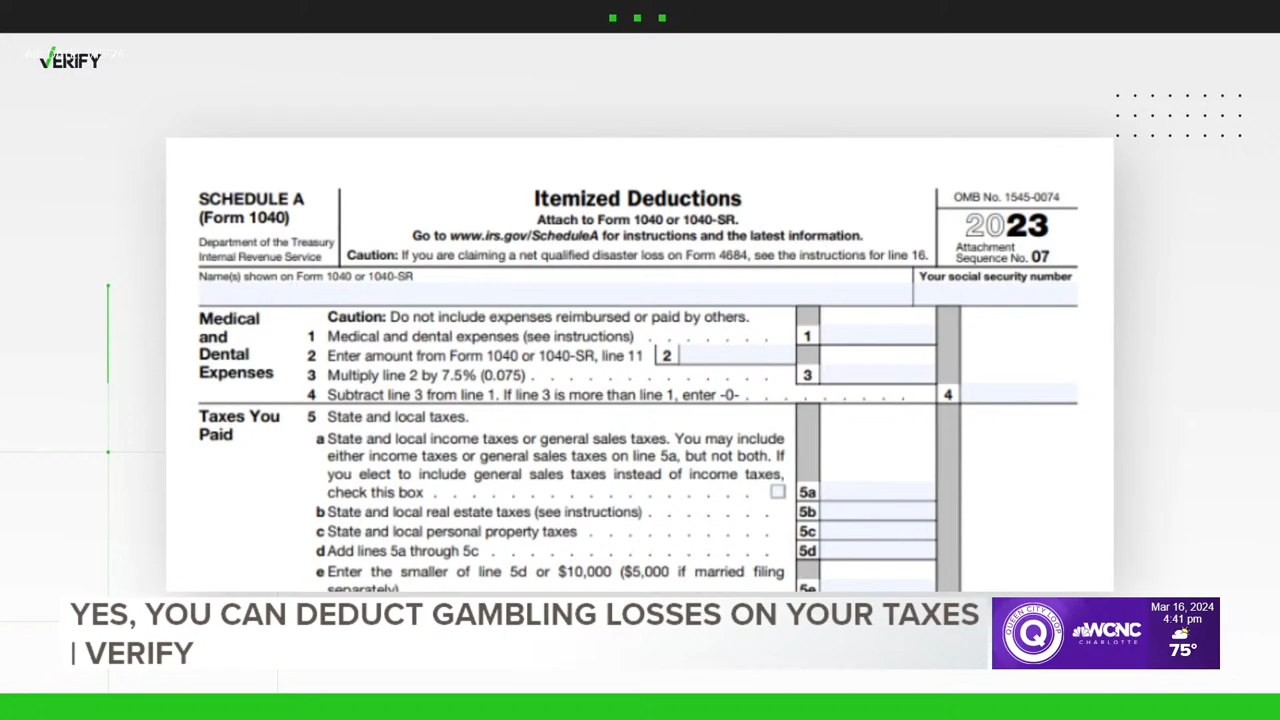 VERIFY
SCHEDULE A
(Form 1040)
Department of the Treasury
Internal Revenue Service
Itemized Deductions
Attach to Form 1040 or 1040-SR.
Go to www.irs.gov/ScheduleA for instructions and the latest information.
Caution: If you are claiming a net qualified disaster loss on Form 4684, see the instructions for line 16.
OMB No. 1545-0074
2023
Attachment
Sequence No. 07
Name(s) shown on Form 1040 or 1040-SR
Your social security number
Medical
and
Dental
Expenses
Caution: Do not include expenses reimbursed or paid by others.
1 Medical and dental expenses (see instructions) . . . . . . . 1
2 Enter amount from Form 1040 or 1040-SR, line 11 2
3 Multiply line 2 by 7.5% (0.075) . . . . . . . . . . . 3
4 Subtract line 3 from line 1. If line 3 is more than line 1, enter -0- . . . . . . . . . 4
Taxes You
Paid
5 State and local taxes.
a State and local income taxes or general sales taxes. You may include
either income taxes or general sales taxes on line 5a, but not both. If
you elect to include general sales taxes instead of income taxes,
check this box . . . . . . . . . . . . . . 5a
b State and local real estate taxes (see instructions) . . . . . . 5b
c State and local personal property taxes . . . . . . . . . 5c
d Add lines 5a through 5c . . . . . . . . . . . . 5d
e Enter the smaller of line 5d or $10,000 ($5,000 if married filing
separately) 5e
YES, YOU CAN DEDUCT GAMBLING LOSSES ON YOUR TAXES
| VERIFY
QUEEN CITY LOOP
Q
WCNC
CHARLOTTE
Mar 16, 2024
4:41 pm
75°